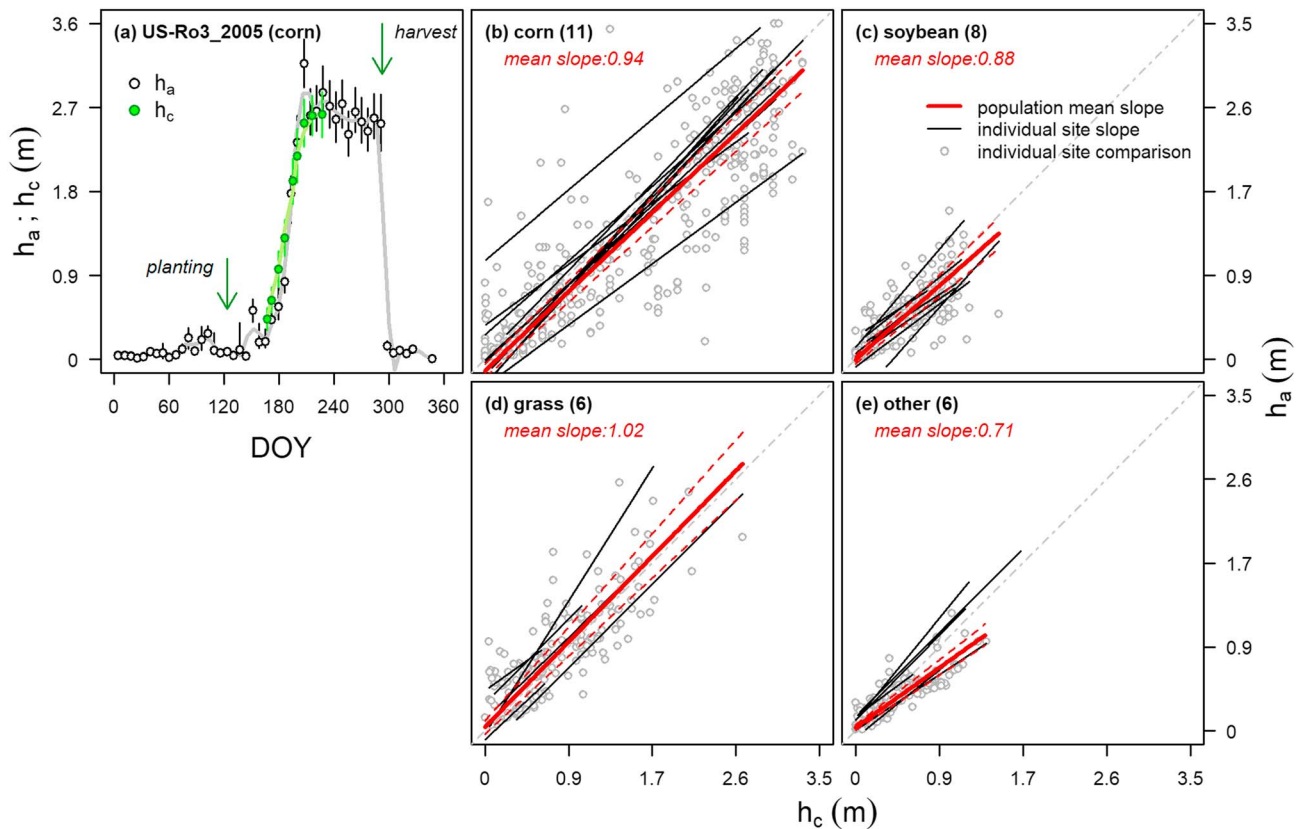 (a) US-Ro3_2005 (corn)
harvest
h_a
h_c
planting
3.6
2.7
1.8
0.9
0
h_a ; h_c (m)
0 60 120 180 240 300 360
DOY
(b) corn (11)
mean slope:0.94
(c) soybean (8)
mean slope:0.88
population mean slope
individual site slope
individual site comparison
3.5
2.6
1.7
0.9
0
h_a (m)
(d) grass (6)
mean slope:1.02
(e) other (6)
mean slope:0.71
3.5
2.6
1.7
0.9
0
0 0.9 1.7 2.6 3.5
0 0.9 1.7 2.6 3.5
h_c (m)